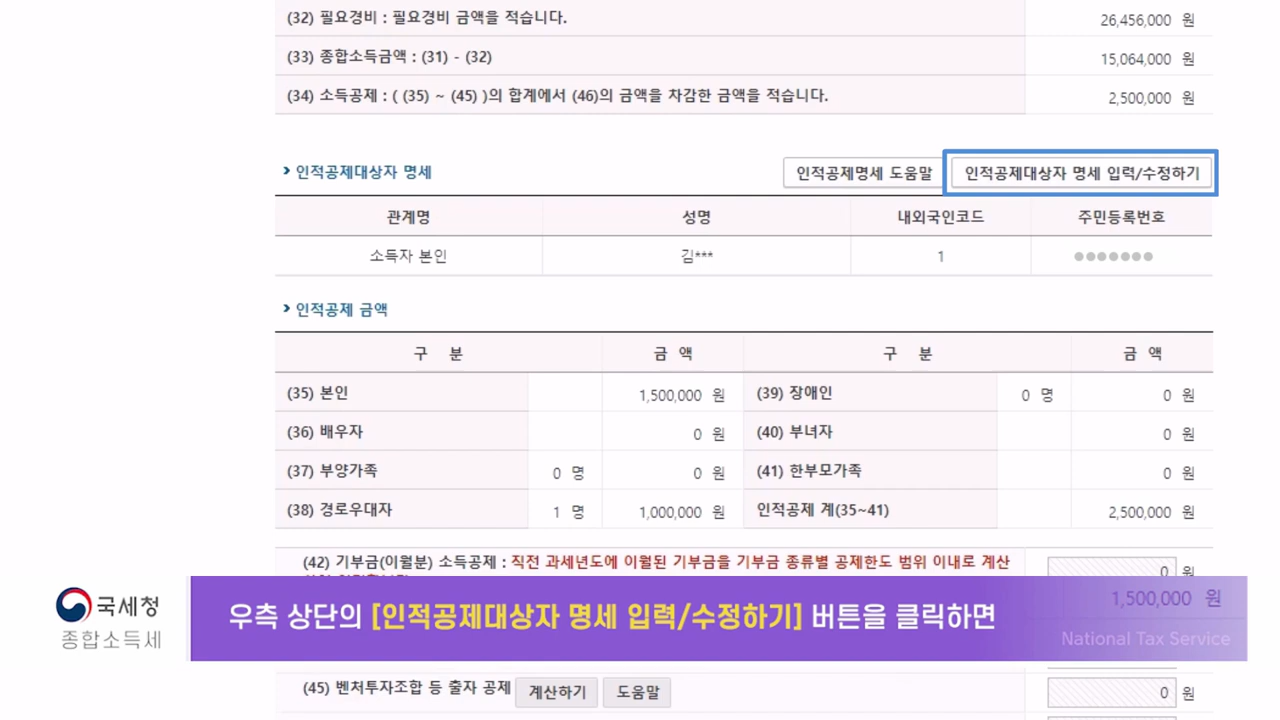 (32) 필요경비 : 필요경비 금액을 적습니다.
26,456,000 원
(33) 종합소득금액 : (31) - (32)
15,064,000 원
(34) 소득공제 : ( (35) ~ (45) )의 합계에서 (46)의 금액을 차감한 금액을 적습니다.
2,500,000 원
인적공제대상자 명세
인적공제명세 도움말
인적공제대상자 명세 입력/수정하기
관계명 성명 내외국인코드 주민등록번호
소득자 본인 김*** 1 ●●●●●●●
인적공제 금액
구 분 금 액 구 분 금 액
(35) 본인 1,500,000 원 (39) 장애인 0 명 0 원
(36) 배우자 0 원 (40) 부녀자 0 원
(37) 부양가족 0 명 0 원 (41) 한부모가족 0 원
(38) 경로우대자 1 명 1,000,000 원 인적공제 계(35~41) 2,500,000 원
(42) 기부금(이월분) 소득공제 : 직전 과세년도에 이월된 기부금을 기부금 종류별 공제한도 범위 이내로 계산
0 원
국세청
종합소득세
우측 상단의 [인적공제대상자 명세 입력/수정하기] 버튼을 클릭하면
1,500,000 원
National Tax Service
(45) 벤처투자조합 등 출자 공제 계산하기 도움말
0 원